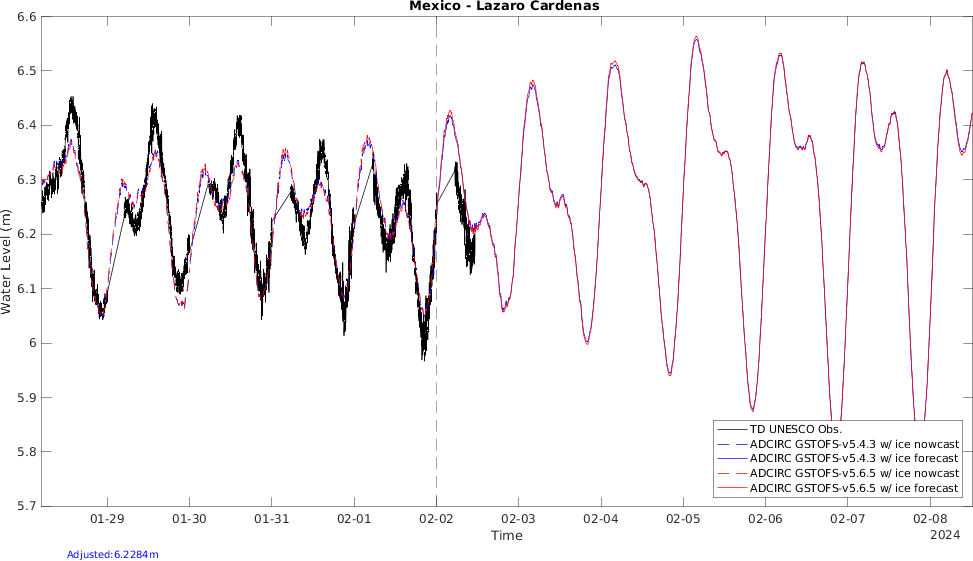 Mexico - Lazaro Cardenas
Water Level (m)
6.6
6.5
6.4
6.3
6.2
6.1
6
5.9
5.8
5.7
TD UNESCO Obs.
ADCIRC GSTOFS-v5.4.3 w/ ice nowcast
ADCIRC GSTOFS-v5.4.3 w/ ice forecast
ADCIRC GSTOFS-v5.6.5 w/ ice nowcast
ADCIRC GSTOFS-v5.6.5 w/ ice forecast
01-29 01-30 01-31 02-01 02-02 02-03 02-04 02-05 02-06 02-07 02-08
2024
Time
Adjusted:6.2284m